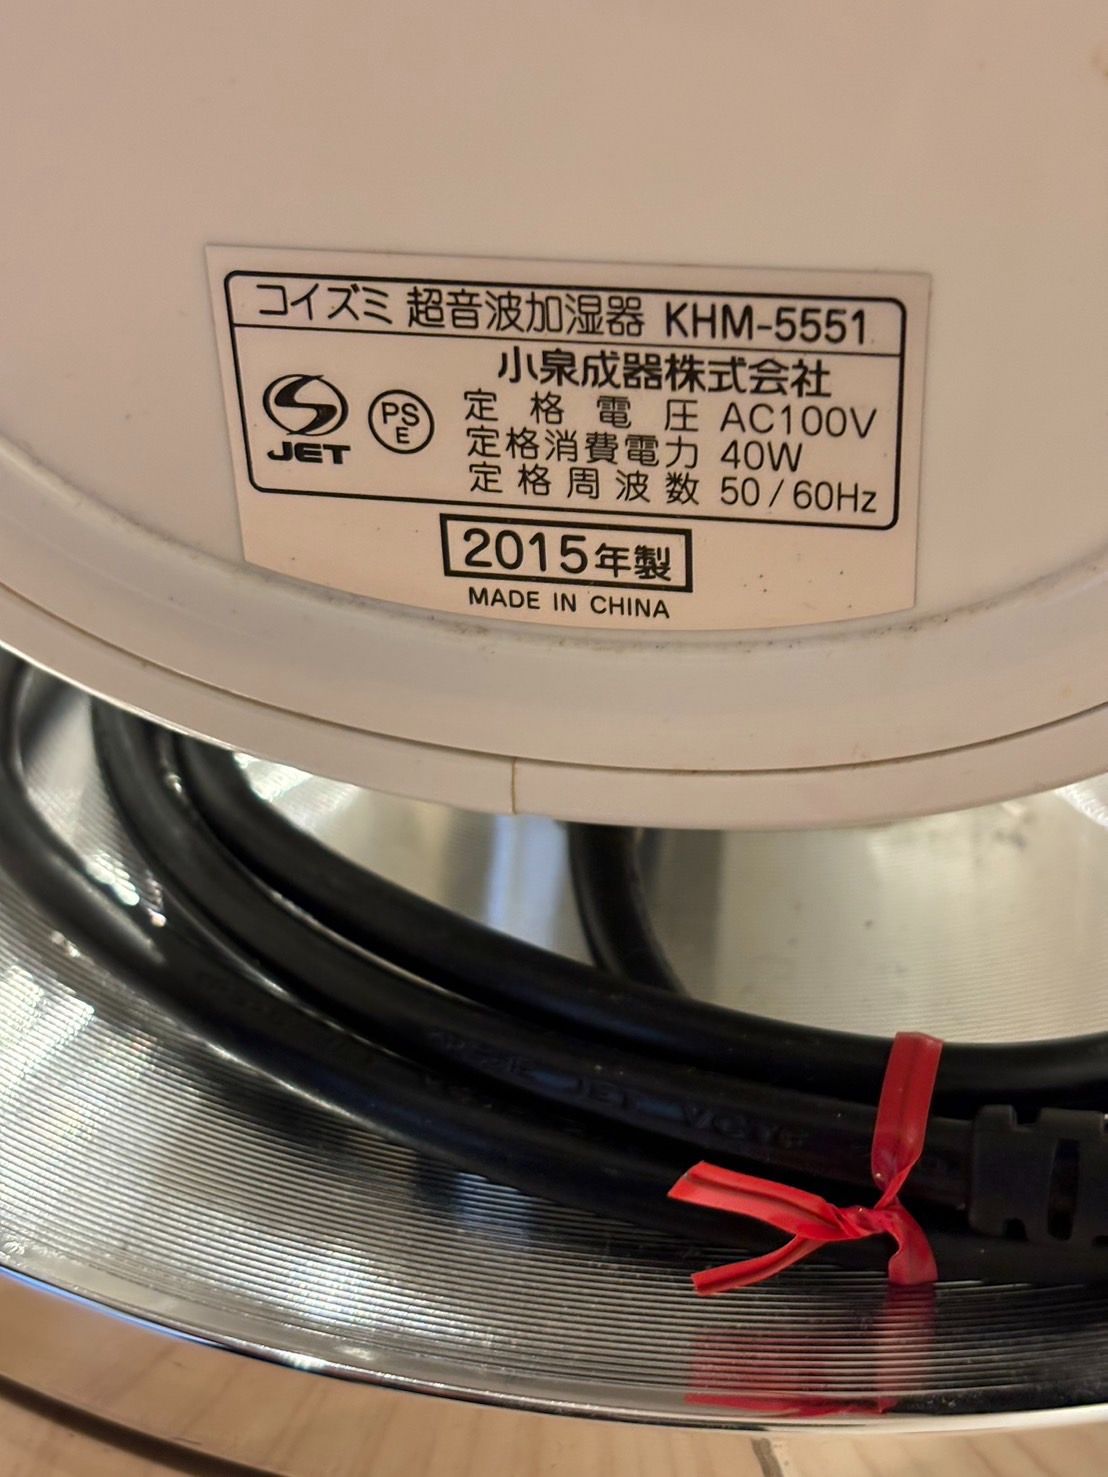 コイズミ 超音波加湿器 KHM-5551
小泉成器株式会社
JET
PS
E
定格電圧 AC100V
定格消費電力 40W
定格周波数 50/60Hz
2015年製
MADE IN CHINA
JET VCTF